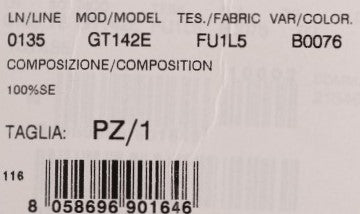 LN/LINE MOD/MODEL TES./FABRIC VAR/COLOR.
0135 GT142E FU1L5 B0076
COMPOSIZIONE/COMPOSITION
100%SE
TAGLIA: PZ/1
116
8 058696 901646